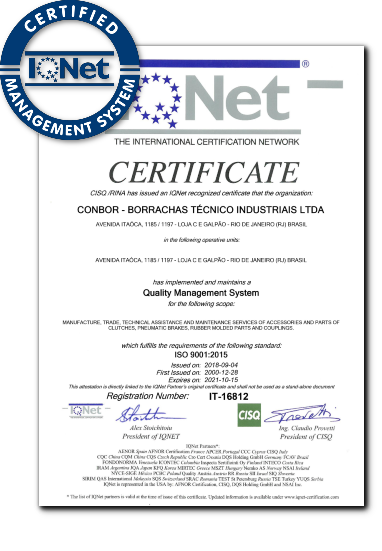 CERTIFIED
IQNet
MANAGEMENT SYSTEM
IQNet ®
THE INTERNATIONAL CERTIFICATION NETWORK
CERTIFICATE
CISQ /RINA has issued an IQNet recognized certificate that the organization:
CONBOR - BORRACHAS TÉCNICO INDUSTRIAIS LTDA
AVENIDA ITAÓCA, 1185 / 1197 - LOJA C E GALPÃO - RIO DE JANEIRO (RJ) BRASIL
in the following operative units:
AVENIDA ITAÓCA, 1185 / 1197 - LOJA C E GALPÃO - RIO DE JANEIRO (RJ) BRASIL
has implemented and maintains a
Quality Management System
for the following scope:
MANUFACTURE, TRADE, TECHNICAL ASSISTANCE AND MAINTENANCE SERVICES OF ACCESSORIES AND PARTS OF
CLUTCHES, PNEUMATIC BRAKES, RUBBER MOLDED PARTS AND COUPLINGS.
which fulfills the requirements of the following standard:
ISO 9001:2015
Issued on: 2018-09-04
First Issued on: 2000-12-28
Expires on: 2021-10-15
This attestation is directly linked to the IQNet Partner's original certificate and shall not be used as a stand-alone document
Registration Number: IT-16812
IQNet
CISQ
Alex Stoichitoiu
President of IQNET
Ing. Claudio Provetti
President of CISQ
IQNet Partners*:
AENOR Spain AFNOR Certification France APCER Portugal CCC Cyprus CISQ Italy
CQC China CQM China CQS Czech Republic Cro Cert Croatia DQS Holding GmbH Germany FCAV Brazil
FONDONORMA Venezuela ICONTEC Colombia Inspecta Sertifiointi Oy Finland INTECO Costa Rica
IRAM Argentina JQA Japan KFQ Korea MIRTEC Greece MSZT Hungary Nemko AS Norway NSAI Ireland
NYCE-SIGE México PCBC Poland Quality Austria Austria RR Russia SII Israel SIQ Slovenia
SIRIM QAS International Malaysia SQS Switzerland SRAC Romania TEST St Petersburg Russia TSE Turkey YUQS Serbia
IQNet is represented in the USA by: AFNOR Certification, CISQ, DQS Holding GmbH and NSAI Inc.
* The list of IQNet partners is valid at the time of issue of this certificate. Updated information is available under www.iqnet-certification.com